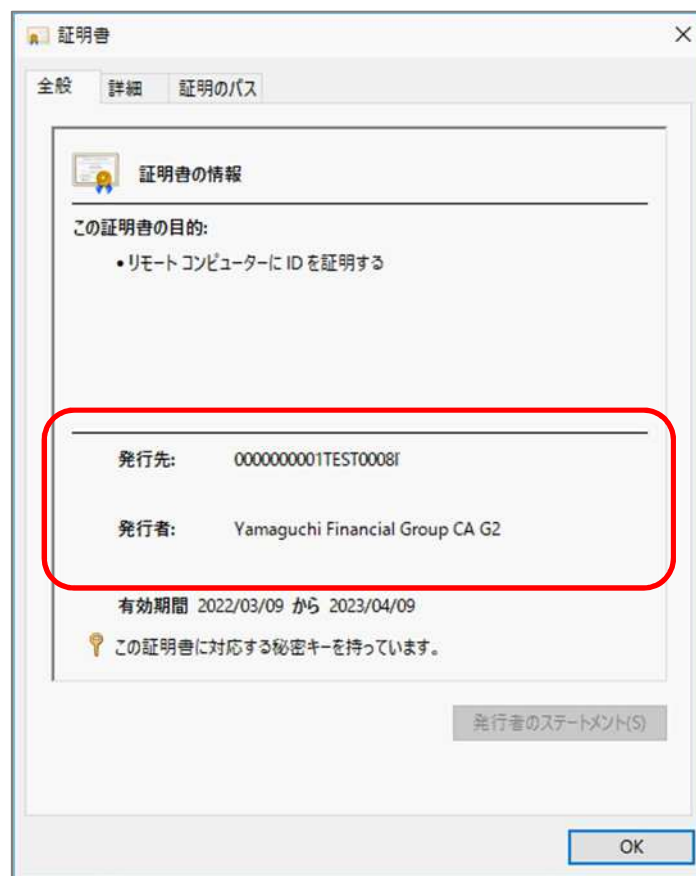 証明書
全般 詳細 証明のパス
証明書の情報
この証明書の目的:
• リモート コンピューターに ID を証明する
発行先:
発行者: Yamaguchi Financial Group CA G2
有効期間 2022/03/09 から 2023/04/09
この証明書に対応する秘密キーを持っています。
発行者のステートメント(S)
OK